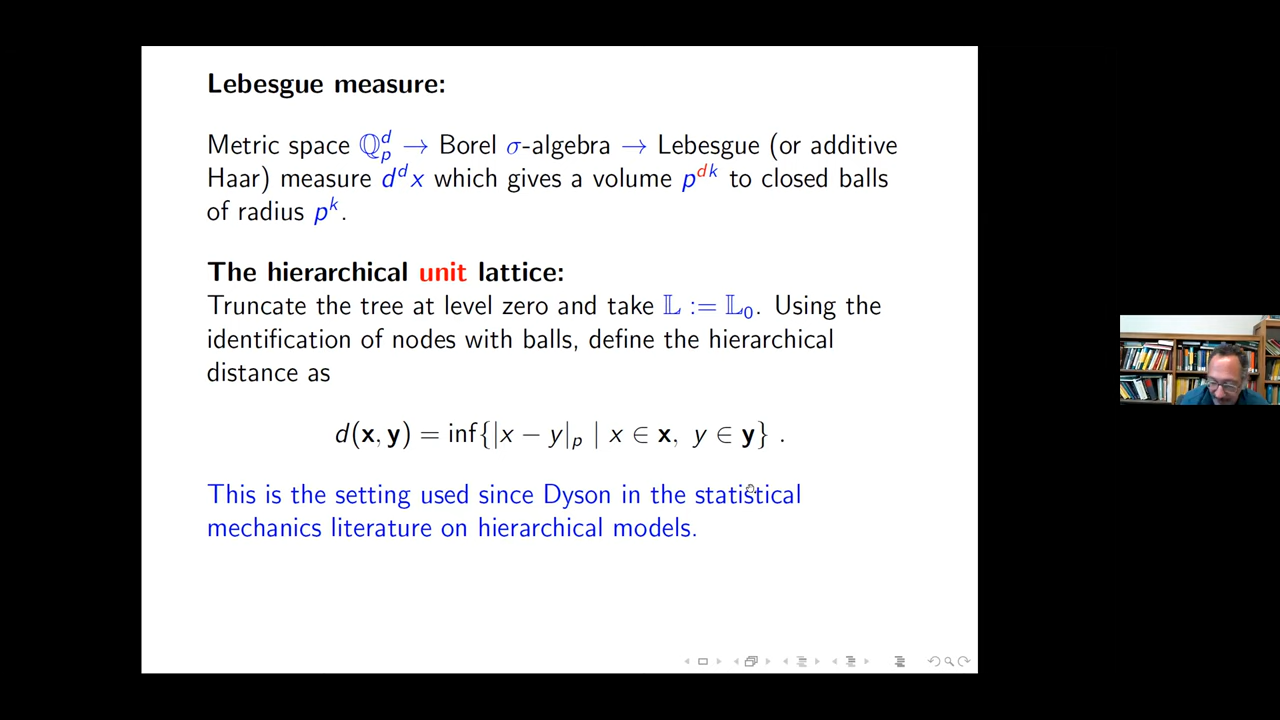 Lebesgue measure:
Metric space ℚ_p^d → Borel σ-algebra → Lebesgue (or additive
Haar) measure d^d x which gives a volume p^{dk} to closed balls
of radius p^k.
The hierarchical unit lattice:
Truncate the tree at level zero and take 𝕃 := 𝕃_0. Using the
identification of nodes with balls, define the hierarchical
distance as
d(𝐱, 𝐲) = inf{|x − y|_p | x ∈ 𝐱, y ∈ 𝐲} .
This is the setting used since Dyson in the statistical
mechanics literature on hierarchical models.